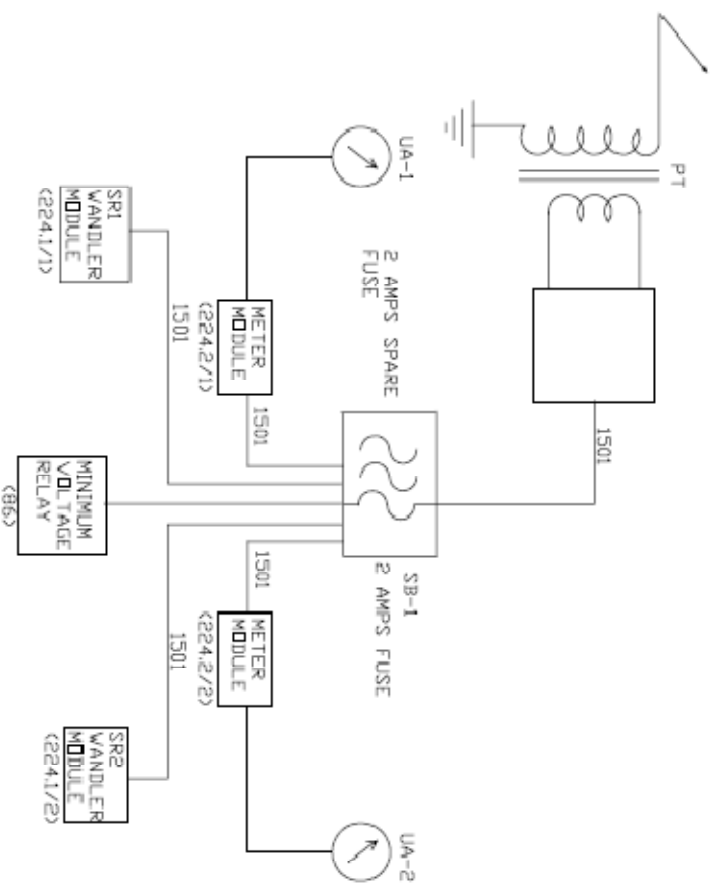 PT
1501
UA-1
2 AMPS SPARE
FUSE
SB-1
2 AMPS FUSE
UA-2
METER
MODULE
(224.2/1)
1501
METER
MODULE
(224.2/2)
1501
SR1
WANDLER
MODULE
(224.1/1)
1501
MINIMUM
VOLTAGE
RELAY
(86.)
1501
SR2
WANDLER
MODULE
(224.1/2)